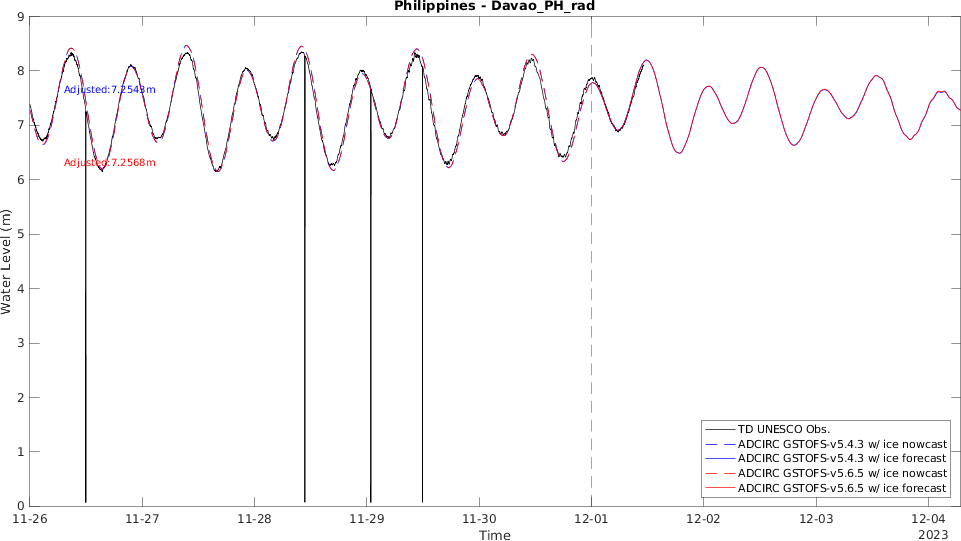 Philippines - Davao_PH_rad
9
8
7
6
5
4
3
2
1
0
Water Level (m)
Adjusted:7.2543m
Adjusted:7.2568m
TD UNESCO Obs.
ADCIRC GSTOFS-v5.4.3 w/ ice nowcast
ADCIRC GSTOFS-v5.4.3 w/ ice forecast
ADCIRC GSTOFS-v5.6.5 w/ ice nowcast
ADCIRC GSTOFS-v5.6.5 w/ ice forecast
11-26 11-27 11-28 11-29 11-30 12-01 12-02 12-03 12-04
Time
2023